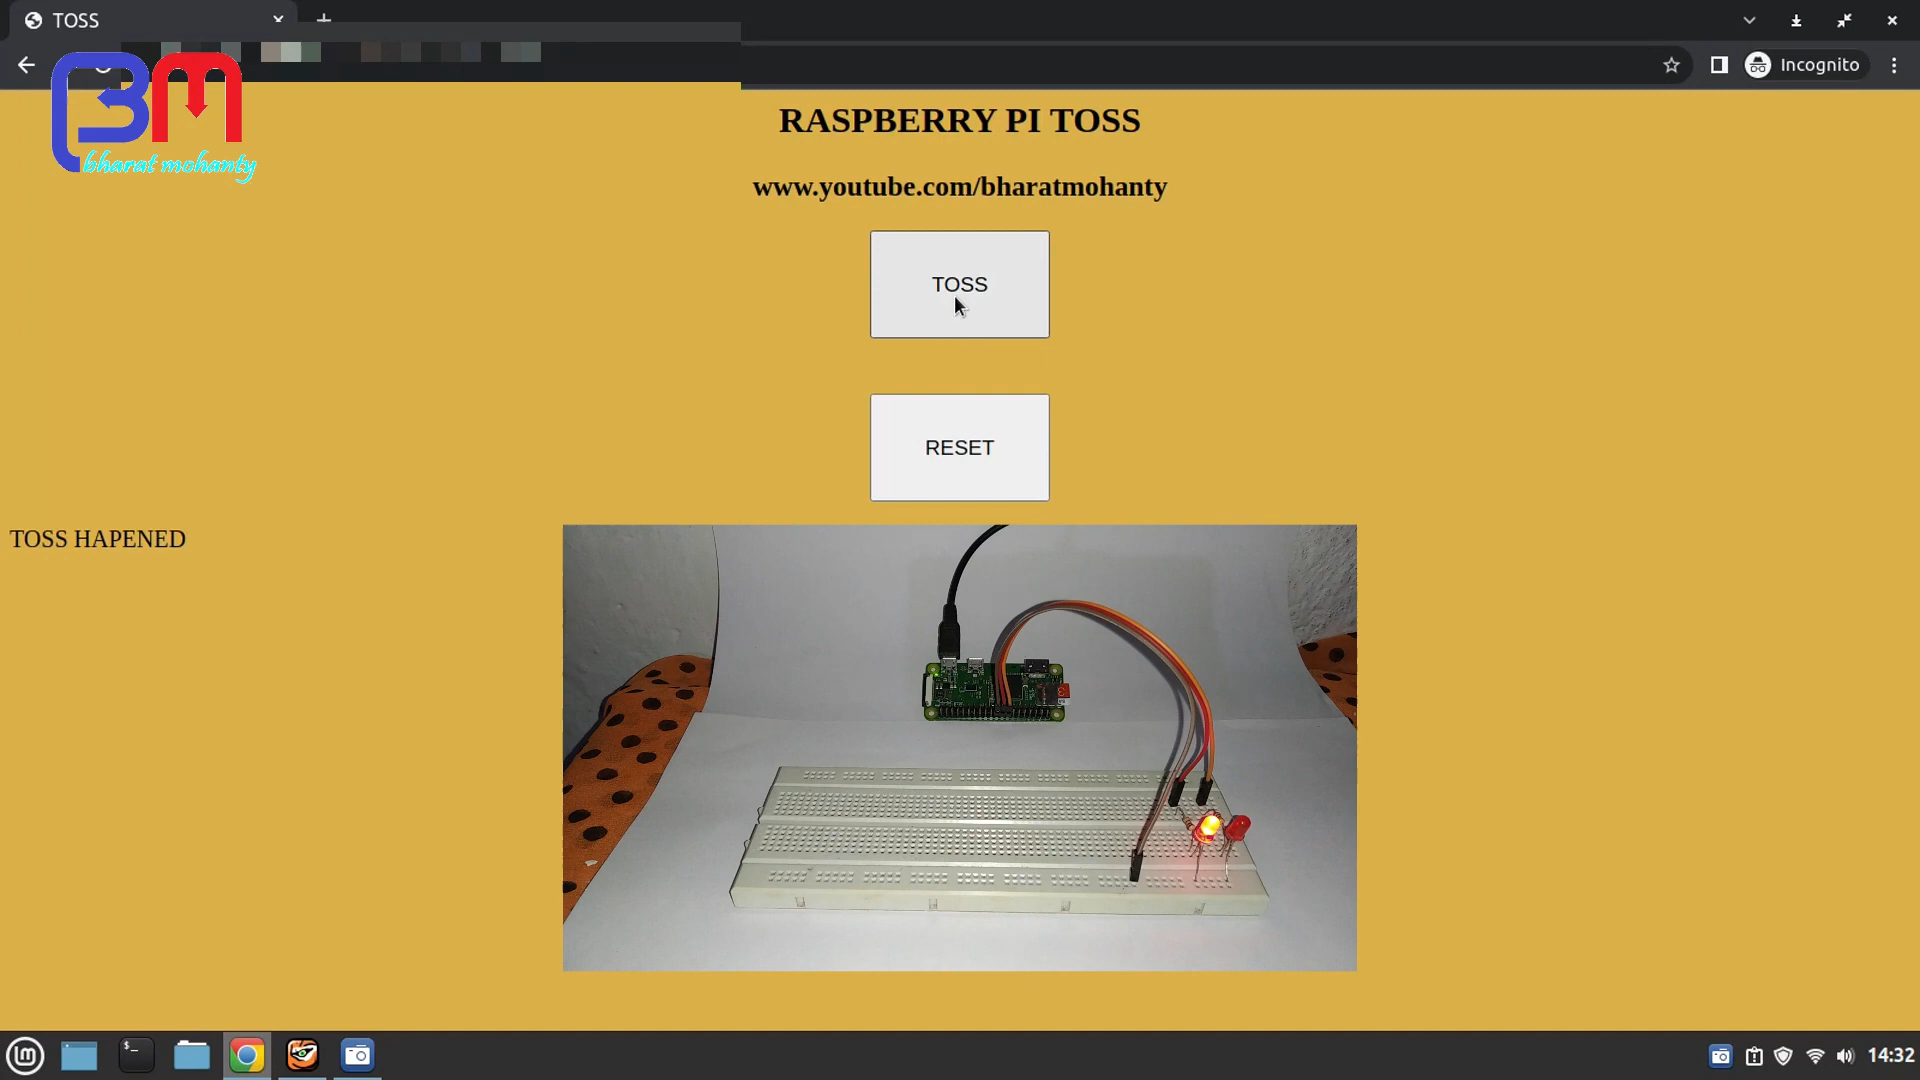 TOSS
Incognito
bharat mohanty
RASPBERRY PI TOSS
www.youtube.com/bharatmohanty
TOSS
RESET
TOSS HAPENED
14:32